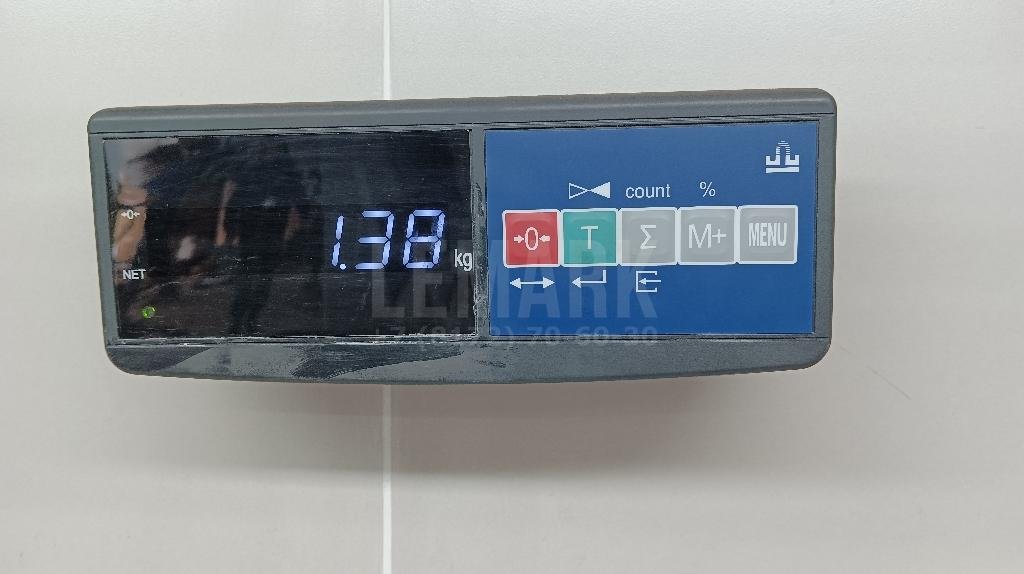 count %
→0← T Σ M+ MENU
→0←
1.38 kg
NET
LEMARK